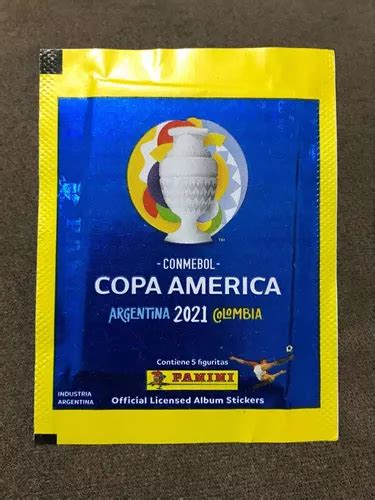 - CONMEBOL -
COPA AMERICA
ARGENTINA 2021 COLOMBIA
Contiene 5 figuritas
PANINI
INDUSTRIA
ARGENTINA
Official Licensed Album Stickers